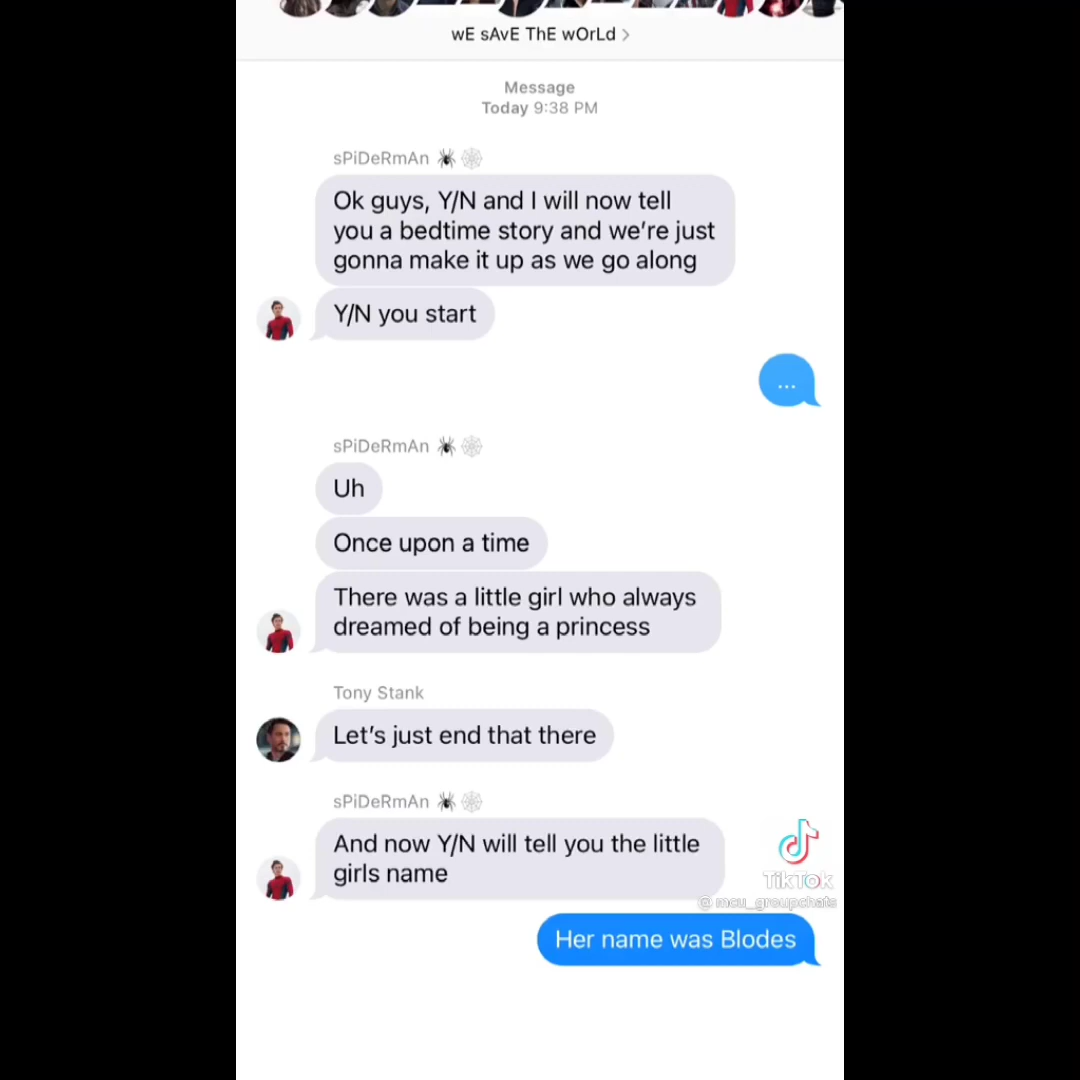 wE sAvE ThE wOrLd >
Message
Today 9:38 PM
sPiDeRmAn 🕷🕸
Ok guys, Y/N and I will now tell
you a bedtime story and we’re just
gonna make it up as we go along
Y/N you start
...
sPiDeRmAn 🕷🕸
Uh
Once upon a time
There was a little girl who always
dreamed of being a princess
Tony Stank
Let’s just end that there
sPiDeRmAn 🕷🕸
And now Y/N will tell you the little
girls name
TikTok
@ mcu_groupchats
Her name was Blodes